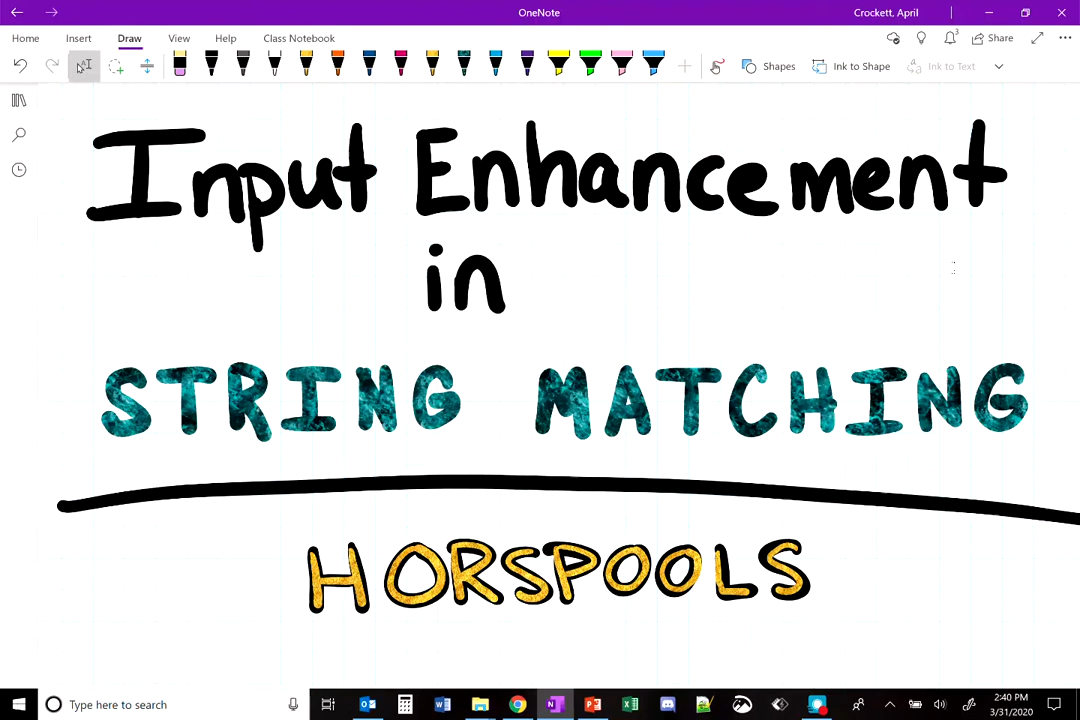 OneNote
Crockett, April
Home Insert Draw View Help Class Notebook
3 Share
Shapes Ink to Shape Ink to Text
Input Enhancement
in
STRING MATCHING
HORSPOOLS
Type here to search
2:40 PM
3/31/2020